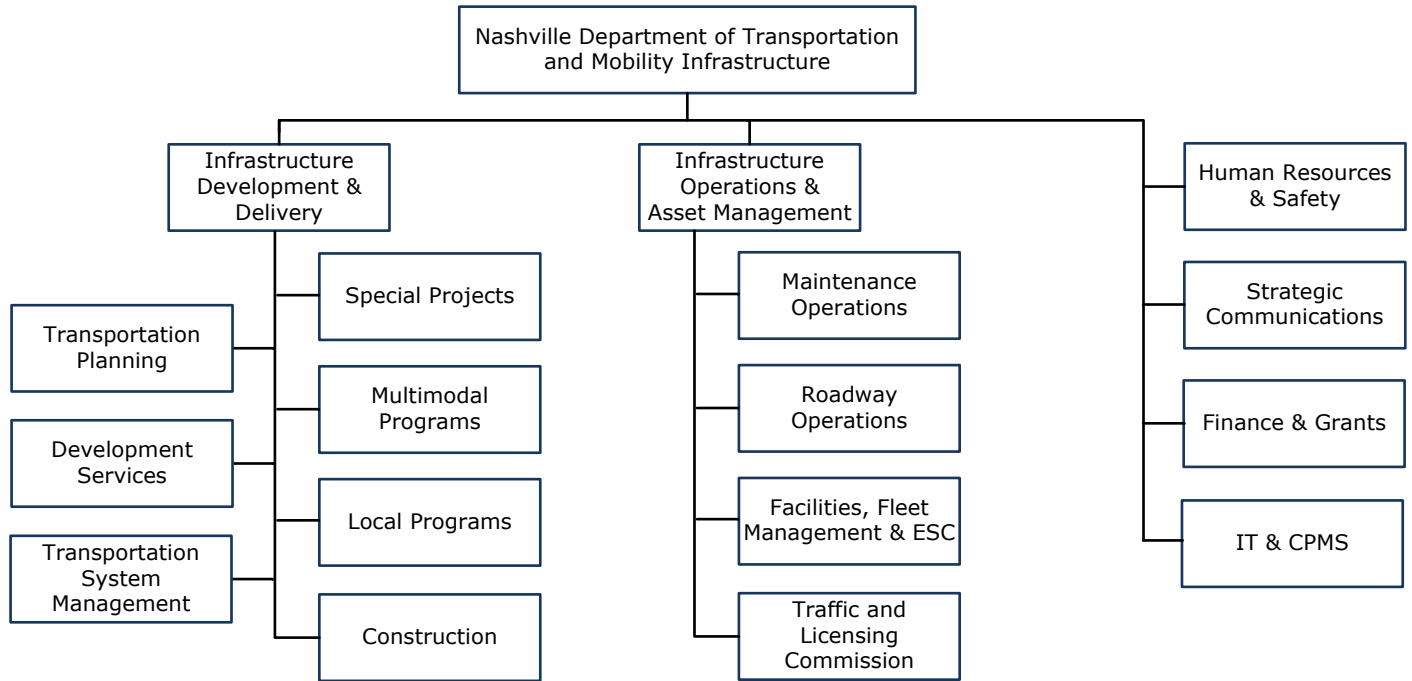 Nashville Department of Transportation
and Mobility Infrastructure
Infrastructure
Development &
Delivery
Transportation
Planning
Development
Services
Transportation
System
Management
Special Projects
Multimodal
Programs
Local Programs
Construction
Infrastructure
Operations &
Asset Management
Maintenance
Operations
Roadway
Operations
Facilities, Fleet
Management & ESC
Traffic and
Licensing
Commission
Human Resources
& Safety
Strategic
Communications
Finance & Grants
IT & CPMS